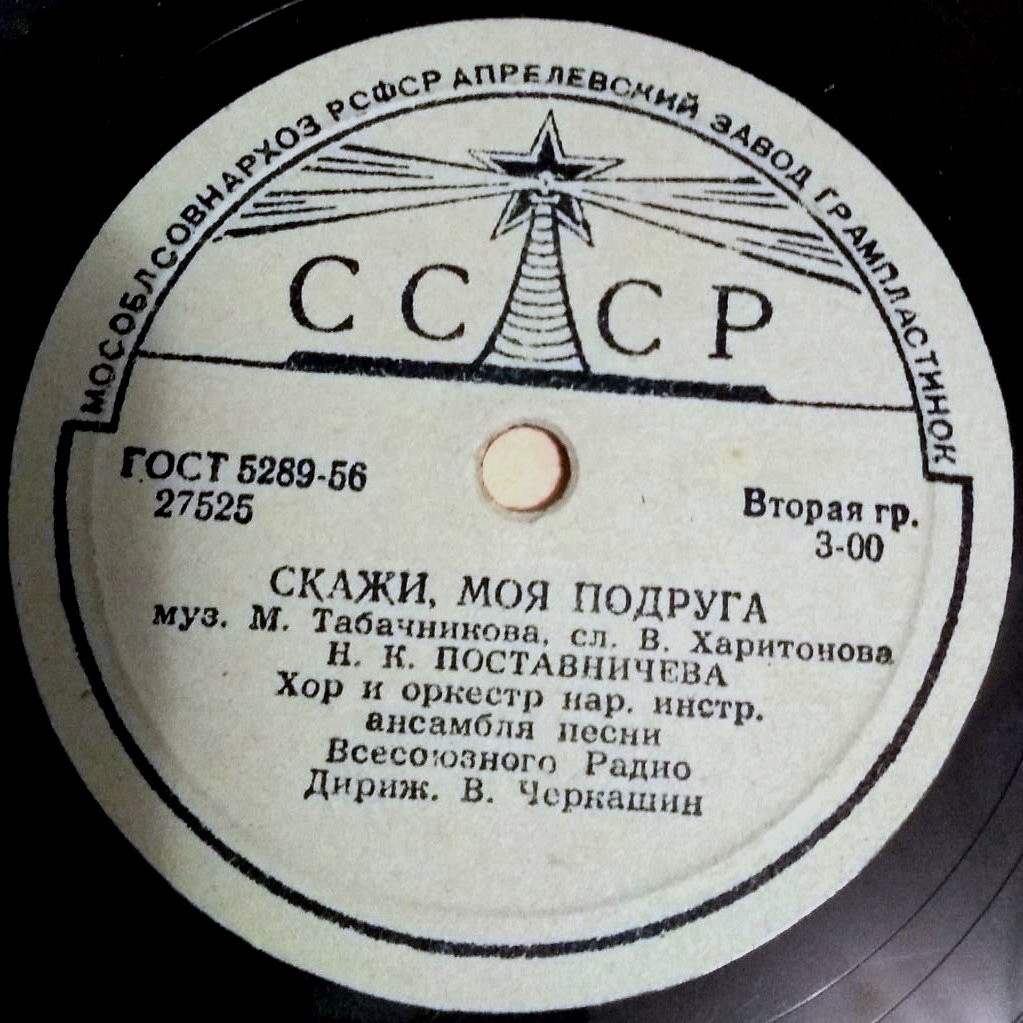 МОСОБЛСОВНАРХОЗ РСФСР АПРЕЛЕВСКИЙ ЗАВОД ГРАМПЛАСТИНОК
СССР
ГОСТ 5289-56
27525
Вторая гр.
3-00
СКАЖИ, МОЯ ПОДРУГА
муз. М. Табачникова, сл. В. Харитонова
Н. К. ПОСТАВНИЧЕВА
Хор и оркестр нар. инстр.
ансамбля песни
Всесоюзного Радио
Дириж. В. Черкашин